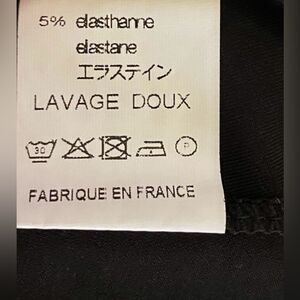 5% elasthanne
elastane
エラステイン
LAVAGE DOUX
30 P
FABRIQUE EN FRANCE